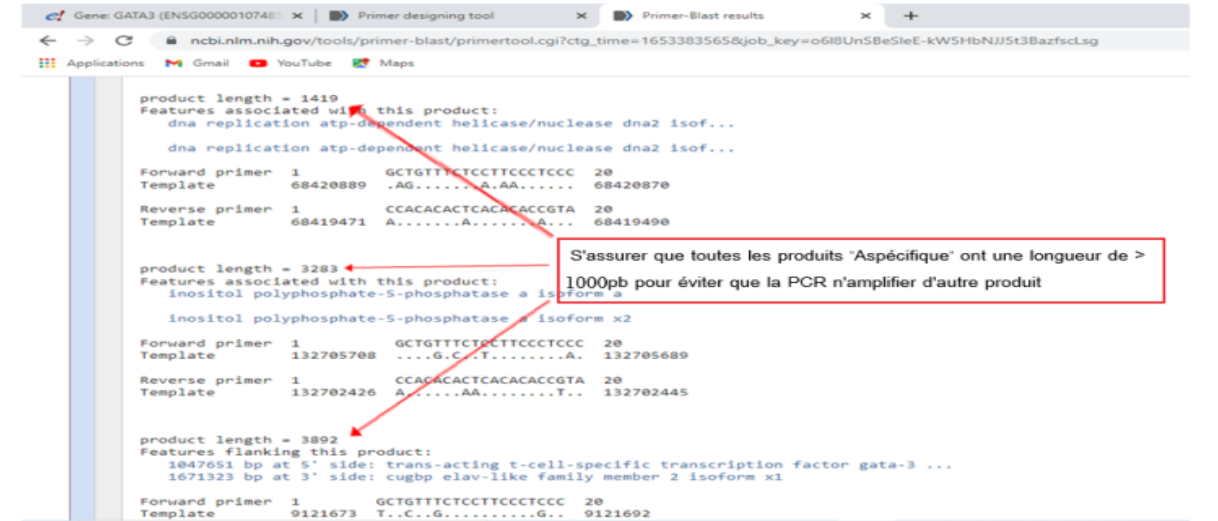 Gene: GATA3 (ENSG00000107485
Primer designing tool
Primer-Blast results
ncbi.nlm.nih.gov/tools/primer-blast/primertool.cgi?ctg_time=1653383565&job_key=o6I8UnSBeSleE-kW5HbNJJ5t3BazfscLsg
Applications Gmail YouTube Maps
product length = 1419
Features associated with this product:
dna replication atp-dependent helicase/nuclease dna2 isof...
dna replication atp-dependent helicase/nuclease dna2 isof...
Forward primer 1 GCTGTTTCTCCTTCCCTCCC 20
Template 68420889 .AG.......A.AA...... 68420870
Reverse primer 1 CCACACACTCACACACCGTA 20
Template 68419471 A.......A.......A... 68419490
S'assurer que toutes les produits "Aspécifique" ont une longueur de >
1000pb pour éviter que la PCR n'amplifier d'autre produit
product length = 3283
Features associated with this product:
inositol polyphosphate-5-phosphatase a isoform a
inositol polyphosphate-5-phosphatase a isoform x2
Forward primer 1 GCTGTTTCTCCTTCCCTCCC 20
Template 132705708 ....G.C..T........A. 132705689
Reverse primer 1 CCACACACTCACACACCGTA 20
Template 132702426 A......AA........T.. 132702445
product length = 3892
Features flanking this product:
1047651 bp at 5' side: trans-acting t-cell-specific transcription factor gata-3 ...
1671323 bp at 3' side: cugbp elav-like family member 2 isoform x1
Forward primer 1 GCTGTTTCTCCTTCCCTCCC 20
Template 9121673 T..C..G..........G.. 9121692